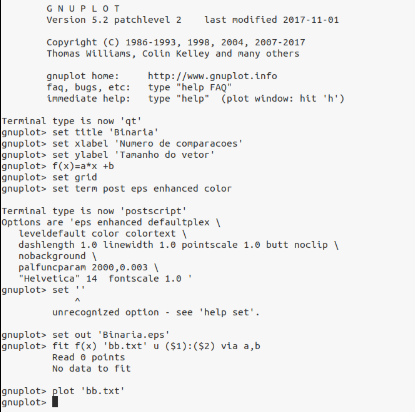 G N U P L O T
Version 5.2 patchlevel 2    last modified 2017-11-01
Copyright (C) 1986-1993, 1998, 2004, 2007-2017
Thomas Williams, Colin Kelley and many others
gnuplot home:     http://www.gnuplot.info
faq, bugs, etc:   type "help FAQ"
immediate help:   type "help"  (plot window: hit 'h')
Terminal type is now 'qt'
gnuplot> set title 'Binaria'
gnuplot> set xlabel 'Numero de comparacoes'
gnuplot> set ylabel 'Tamanho do vetor'
gnuplot> f(x)=a*x +b
gnuplot> set grid
gnuplot> set term post eps enhanced color
Terminal type is now 'postscript'
Options are 'eps enhanced defaultplex \
leveldefault color colortext \
dashlength 1.0 linewidth 1.0 pointscale 1.0 butt noclip \
nobackground \
palfuncparam 2000,0.003 \
"Helvetica" 14  fontscale 1.0 '
gnuplot> set ''
^
unrecognized option - see 'help set'.
gnuplot> set out 'Binaria.eps'
gnuplot> fit f(x) 'bb.txt' u ($1):($2) via a,b
Read 0 points
No data to fit
gnuplot> plot 'bb.txt'
gnuplot>